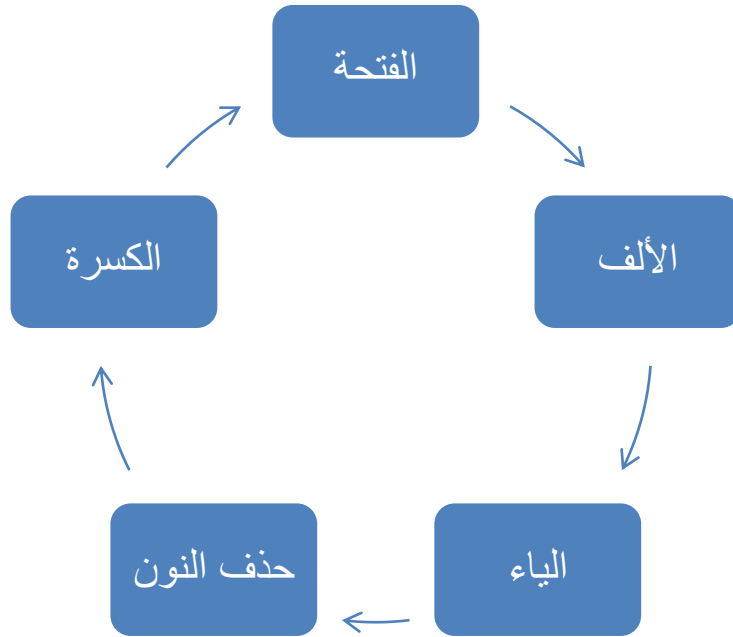 الفتحة
الألف
الياء
حذف النون
الكسرة